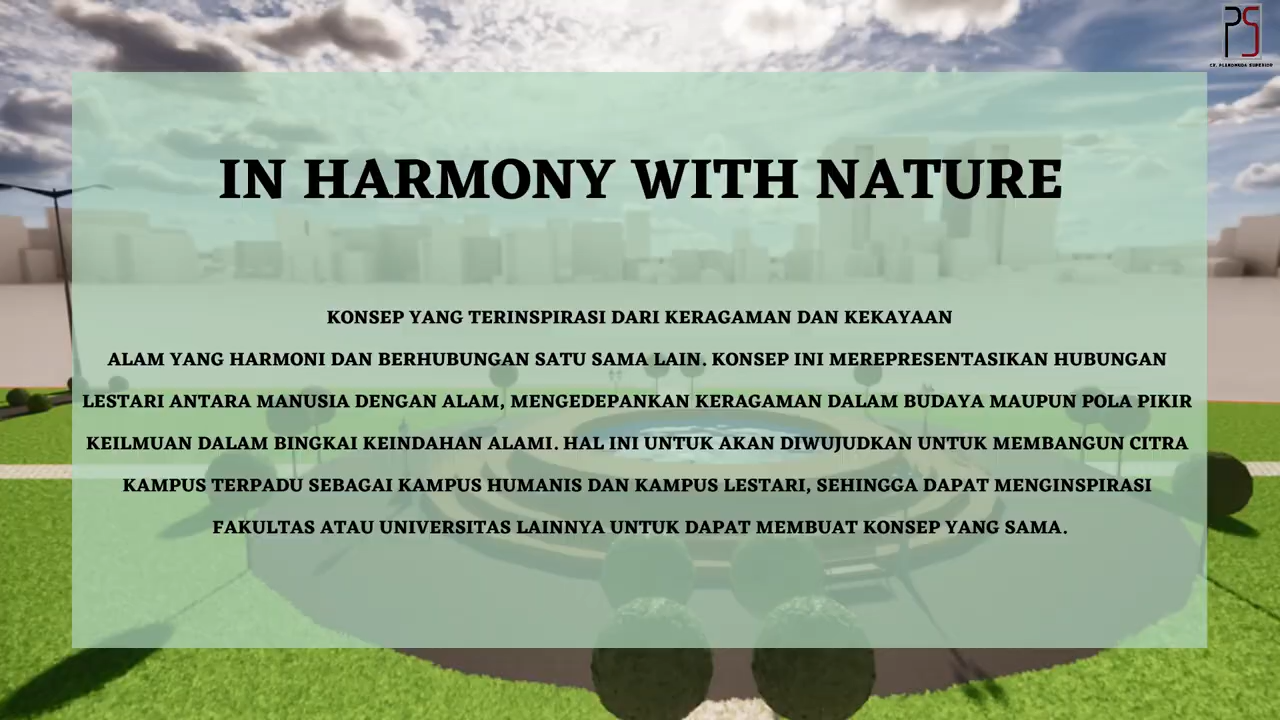 PS
CV. PLANONIDA SUPERIOR
IN HARMONY WITH NATURE
KONSEP YANG TERINSPIRASI DARI KERAGAMAN DAN KEKAYAAN
ALAM YANG HARMONI DAN BERHUBUNGAN SATU SAMA LAIN. KONSEP INI MEREPRESENTASIKAN HUBUNGAN
LESTARI ANTARA MANUSIA DENGAN ALAM, MENGEDEPANKAN KERAGAMAN DALAM BUDAYA MAUPUN POLA PIKIR
KEILMUAN DALAM BINGKAI KEINDAHAN ALAMI. HAL INI UNTUK AKAN DIWUJUDKAN UNTUK MEMBANGUN CITRA
KAMPUS TERPADU SEBAGAI KAMPUS HUMANIS DAN KAMPUS LESTARI, SEHINGGA DAPAT MENGINSPIRASI
FAKULTAS ATAU UNIVERSITAS LAINNYA UNTUK DAPAT MEMBUAT KONSEP YANG SAMA.